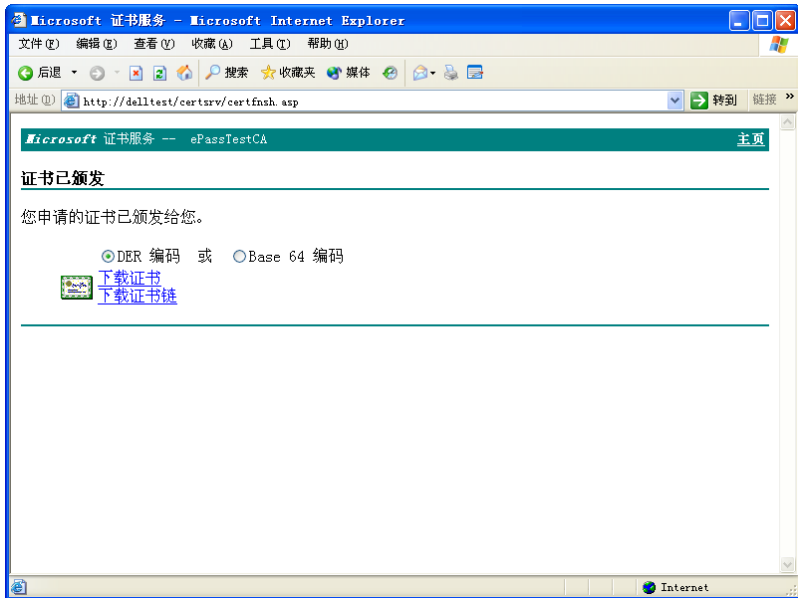 Microsoft 证书服务 - Microsoft Internet Explorer
文件(F) 编辑(E) 查看(V) 收藏(A) 工具(T) 帮助(H)
后退 搜索 收藏夹 媒体
地址(D) http://delltest/certsrv/certfnsh.asp 转到 链接 »
Microsoft 证书服务 -- ePassTestCA 主页
证书已颁发
您申请的证书已颁发给您。
DER 编码 或 Base 64 编码
下载证书
下载证书链
Internet